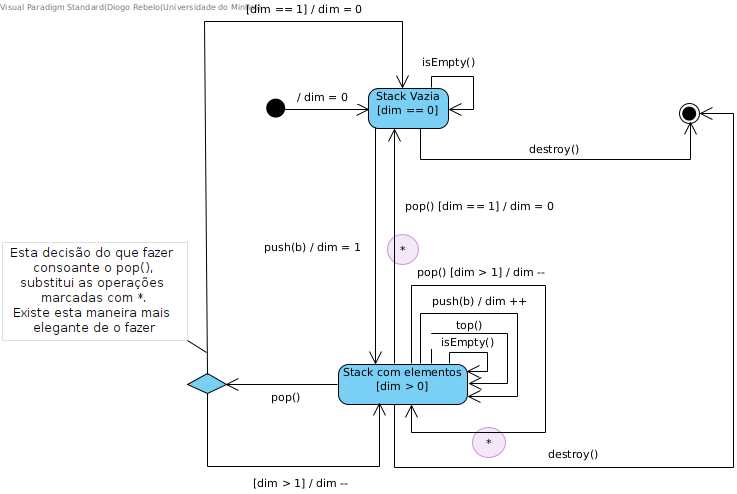 Visual Paradigm Standard(Diogo Rebelo(Universidade do
[dim == 1] / dim = 0
isEmpty()
/ dim = 0
Stack Vazia
[dim == 0]
destroy()
pop() [dim == 1] / dim = 0
push(b) / dim = 1
*
Esta decisão do que fazer
consoante o pop(),
substitui as operações
marcadas com *.
Existe esta maneira mais
elegante de o fazer
pop() [dim > 1] / dim --
push(b) / dim ++
top()
isEmpty()
Stack com elementos
[dim > 0]
pop()
*
destroy()
[dim > 1] / dim --